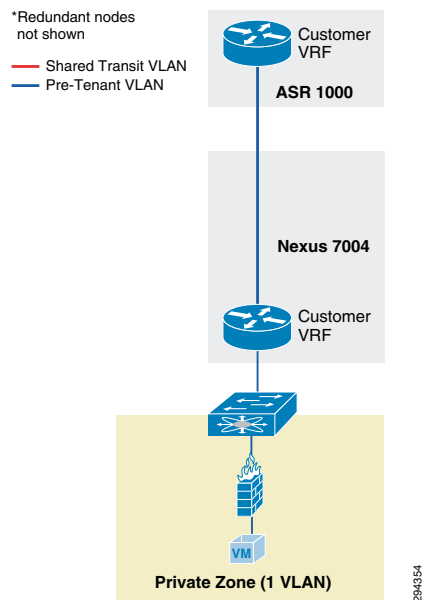 *Redundant nodes
not shown
Shared Transit VLAN
Pre-Tenant VLAN
Customer
VRF
ASR 1000
Nexus 7004
Customer
VRF
VM
Private Zone (1 VLAN)
294354